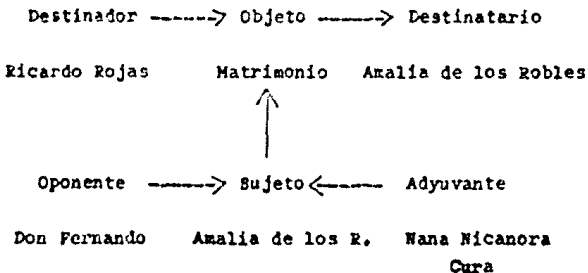 Destinador ------> Objeto ------> Destinatario
Ricardo Rojas Matrimonio Amalia de los Robles
Oponente ------> Sujeto <------ Adyuvante
Don Fernando Amalia de los R. Nana Nicanora
Cura